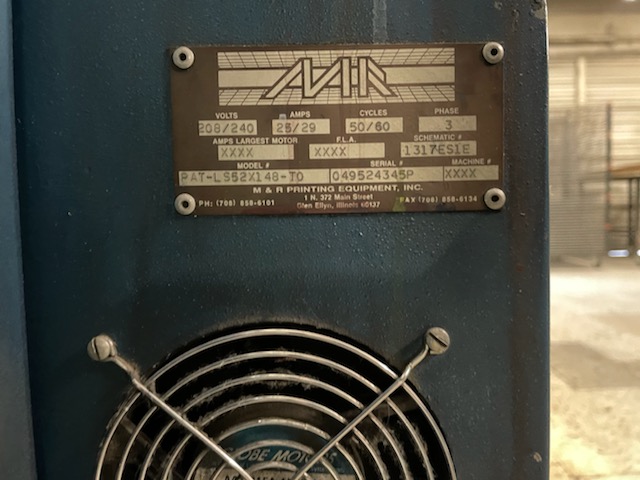 M&R
VOLTS AMPS CYCLES PHASE
208/240 25/29 50/60 3
AMPS LARGEST MOTOR F.L.A. SCHEMATIC #
XXXX XXXX 1317ES1E
MODEL # SERIAL # MACHINE #
PAT-LS52X148-TO 049524345P XXXX
M & R PRINTING EQUIPMENT, INC.
1 N. 372 Main Street
PH: (708) 858-6101 Glen Ellyn, Illinois 60137 FAX (708) 858-6134